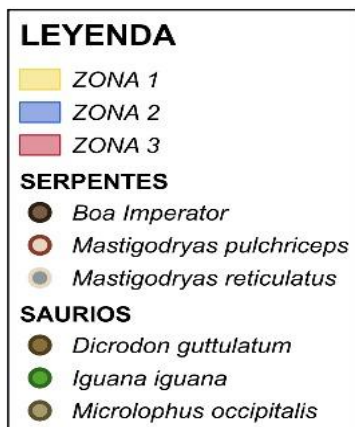 LEYENDA
ZONA 1
ZONA 2
ZONA 3
SERPENTES
Boa Imperator
Mastigodryas pulchriceps
Mastigodryas reticulatus
SAURIOS
Dicrodon guttulatum
Iguana iguana
Microlophus occipitalis